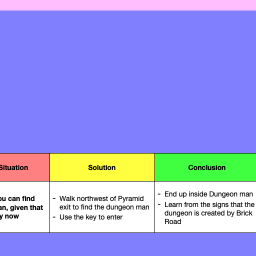 Situation
Solution
Conclusion
ou can find
an, given that
y now
- Walk northwest of Pyramid
exit to find the dungeon man
- Use the key to enter
- End up inside Dungeon man
- Learn from the signs that the
dungeon is created by Brick
Road